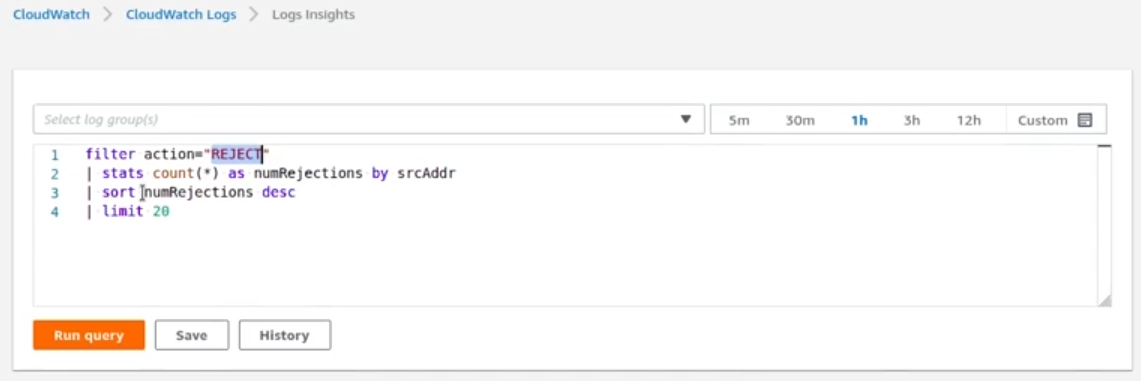 CloudWatch > CloudWatch Logs > Logs Insights
Select log group(s)
5m 30m 1h 3h 12h Custom
1 filter action="REJECT"
2 | stats count(*) as numRejections by srcAddr
3 | sort numRejections desc
4 | limit 20
Run query Save History